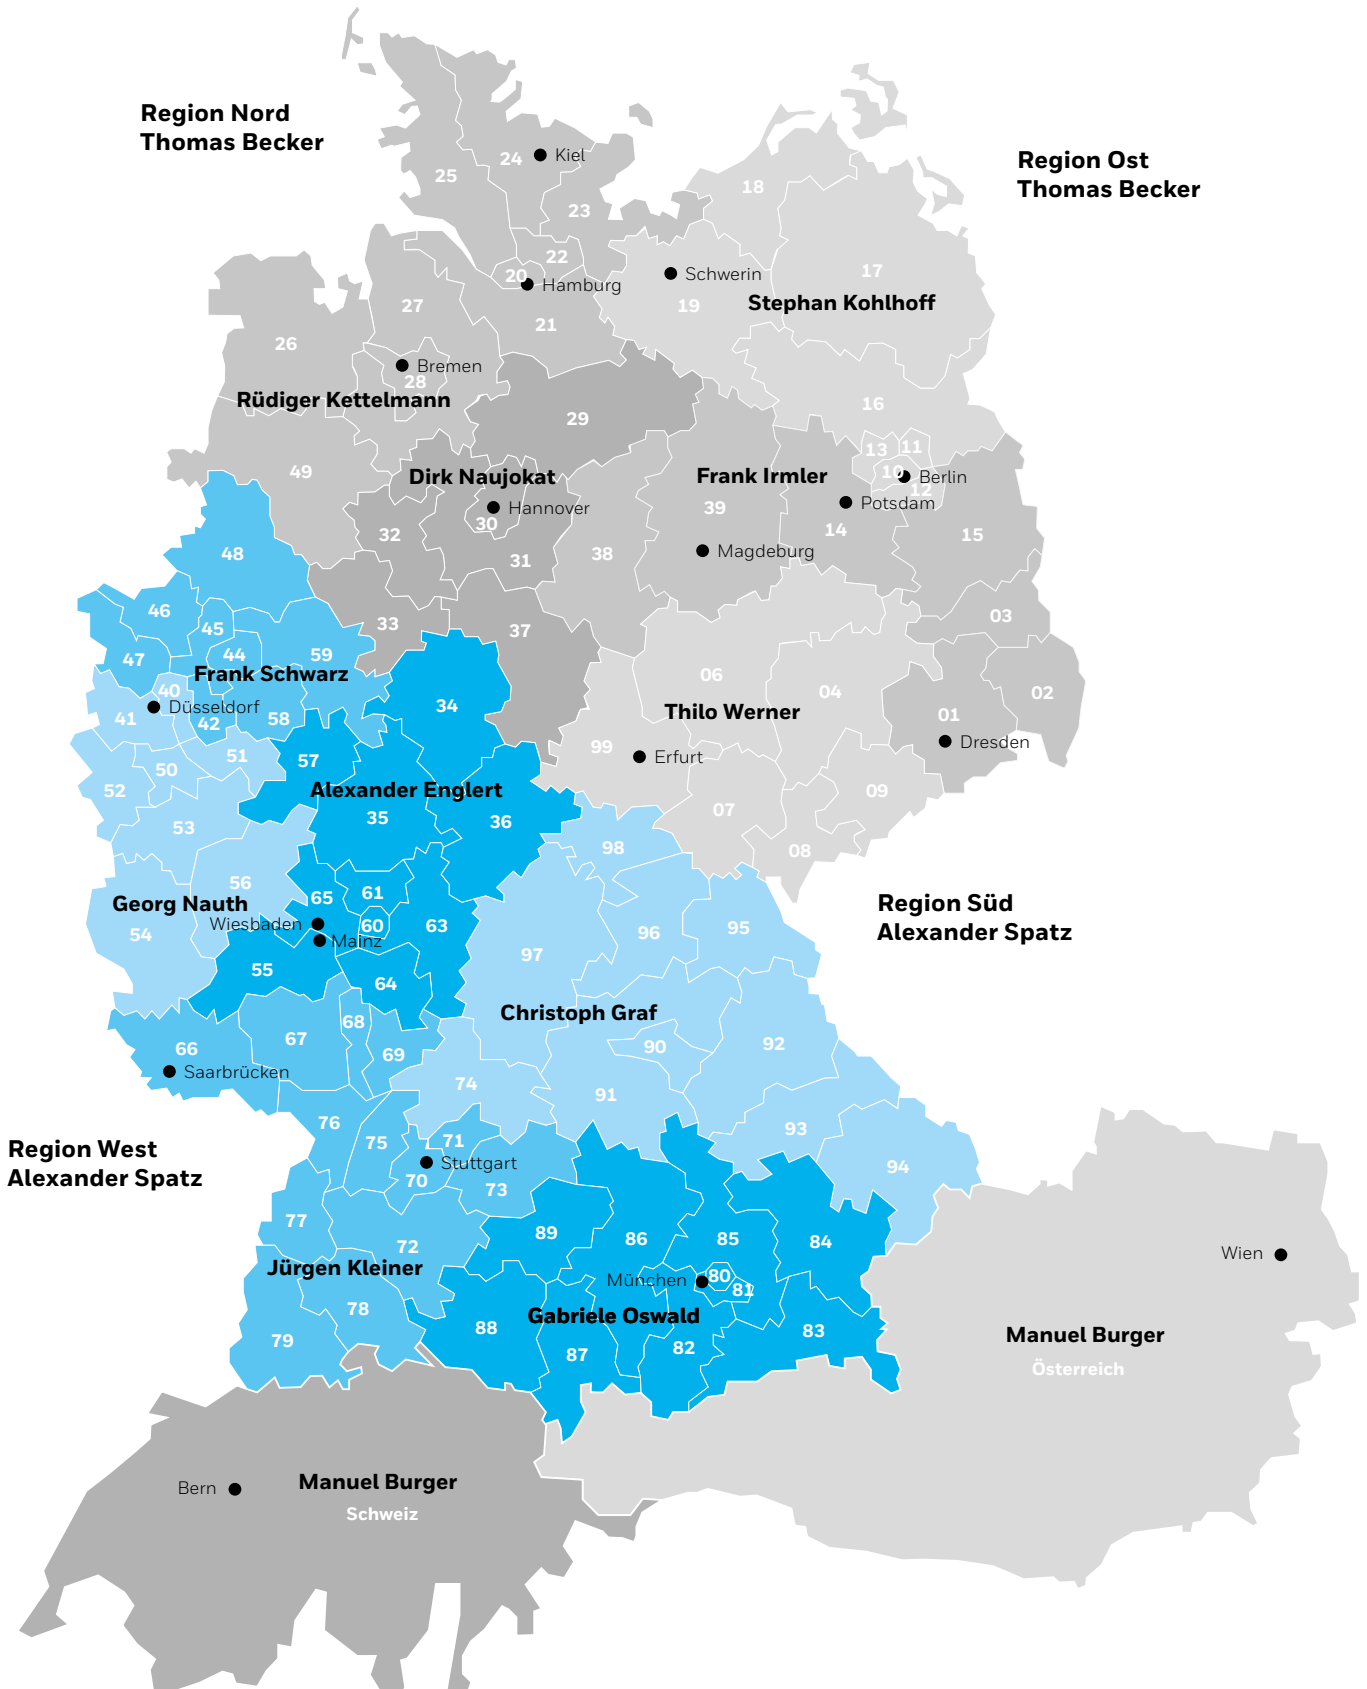 Region Nord
Thomas Becker
Region Ost
Thomas Becker
24
Kiel
25
18
23
22
17
20
Hamburg
Schwerin
19
Stephan Kohlhoff
27
21
26
Bremen
28
Rüdiger Kettelmann
16
29
13
11
49
Dirk Naujokat
Frank Irmler
10
Berlin
12
Hannover
30
39
Potsdam
14
32
15
48
38
Magdeburg
31
46
45
33
37
03
47
44
59
Frank Schwarz
06
40
04
02
Düsseldorf
34
Thilo Werner
41
42
58
01
99
Dresden
51
Erfurt
57
50
52
Alexander Englert
09
35
36
07
53
98
08
56
61
65
Georg Nauth
Region Süd
Alexander Spatz
Wiesbaden
60
63
96
95
54
Mainz
97
55
64
Christoph Graf
68
67
66
69
90
92
Saarbrücken
74
91
76
75
71
93
Region West
Alexander Spatz
Stuttgart
94
70
73
77
89
86
85
84
72
Wien
Jürgen Kleiner
München
80
81
78
Gabriele Oswald
88
83
79
82
87
Manuel Burger
Österreich
Manuel Burger
Bern
Schweiz